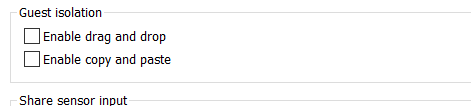 Guest isolation
Enable drag and drop
Enable copy and paste
Share sensor input